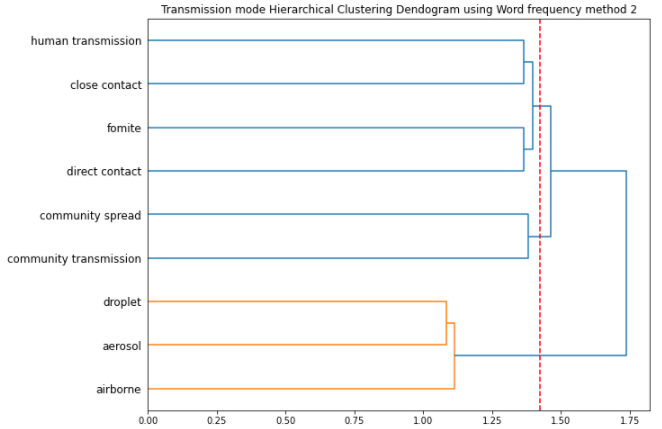 Transmission mode Hierarchical Clustering Dendogram using Word frequency method 2
human transmission
close contact
fomite
direct contact
community spread
community transmission
droplet
aerosol
airborne
0.00 0.25 0.50 0.75 1.00 1.25 1.50 1.75